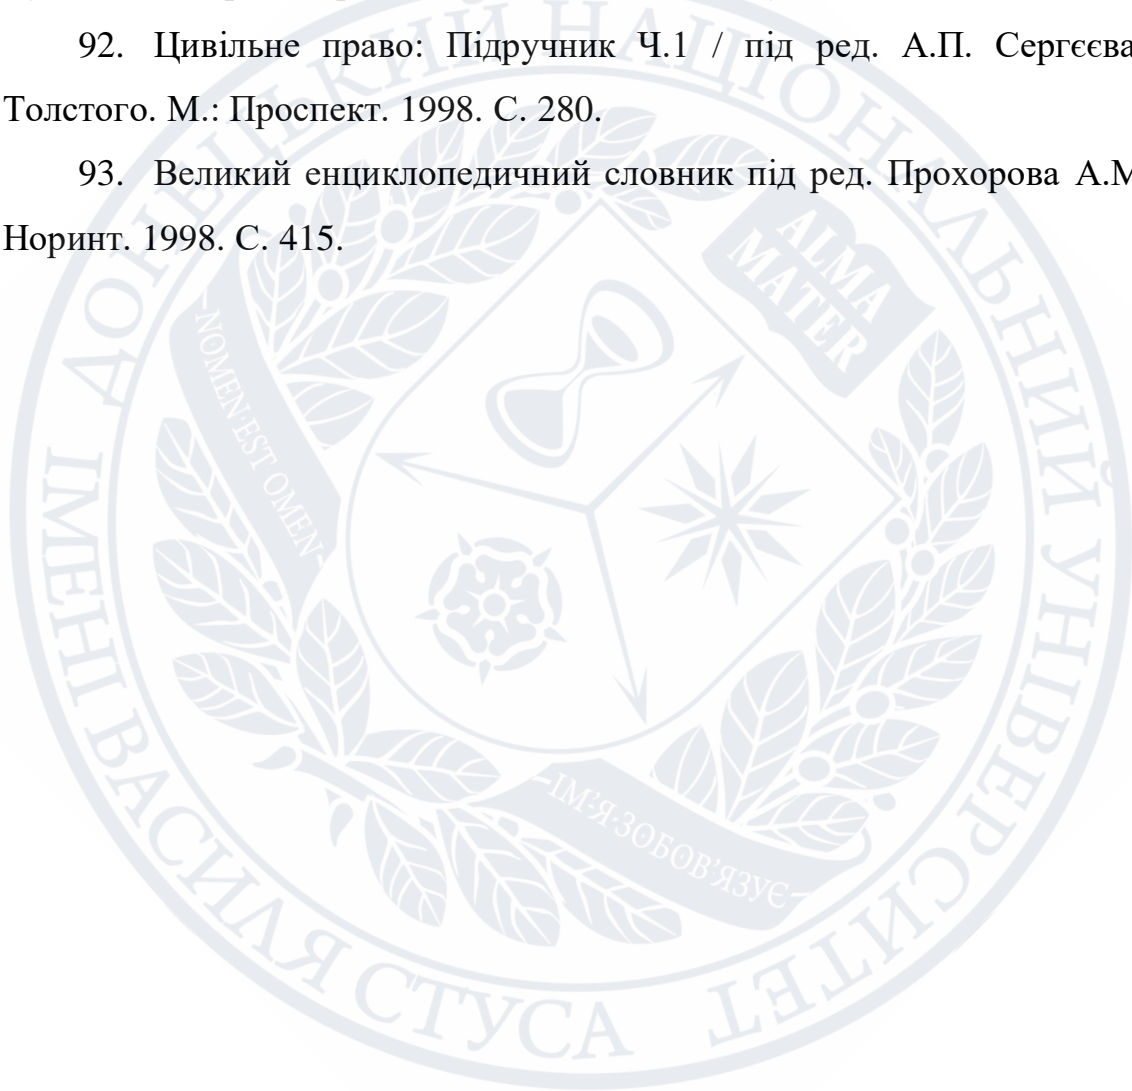 92. Цивільне право: Підручник Ч.1 / під ред. А.П. Сергєєва
Толстого. М.: Проспект. 1998. С. 280.
93. Великий енциклопедичний словник під ред. Прохорова А.М
Норинт. 1998. С. 415.
ДОНЕЦЬКИЙ НАЦІОНАЛЬНИЙ УНІВЕРСИТЕТ
ІМЕНІ ВАСИЛЯ СТУСА
ALMA
MATER
NOMEN·EST OMEN
ІМ'Я·ЗОБОВ'ЯЗУЄ